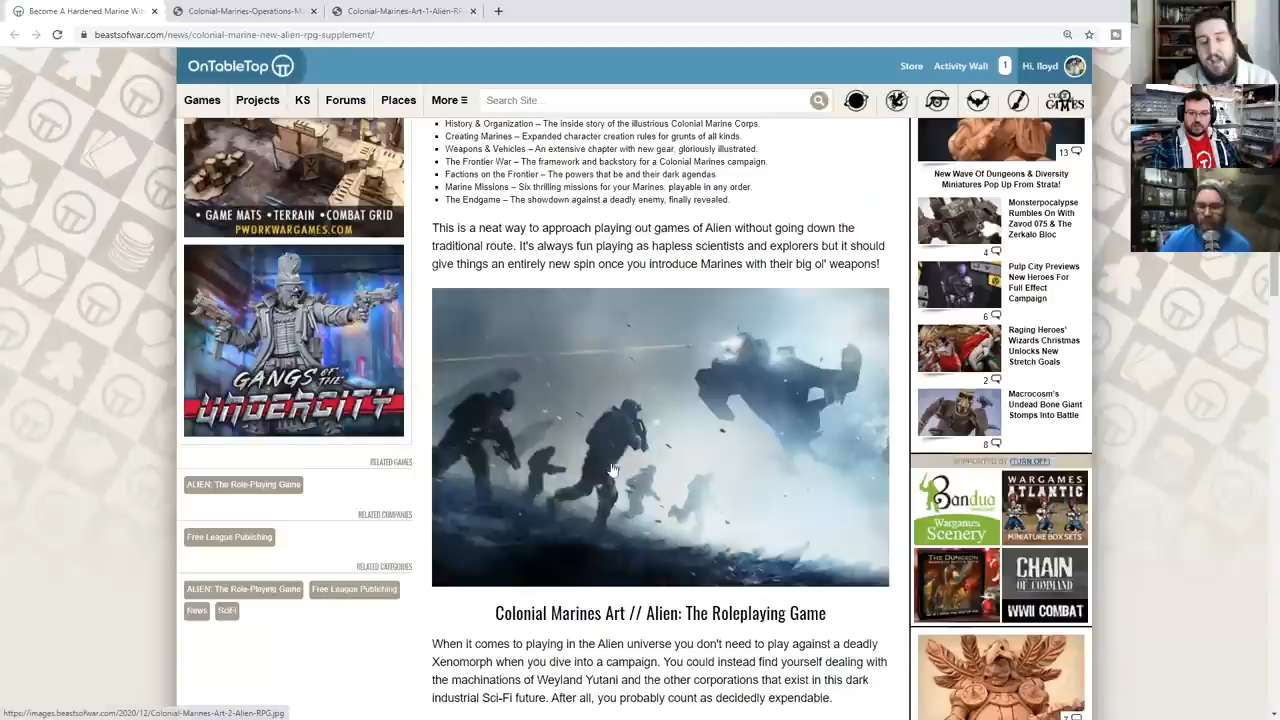 Become A Hardened Marine Wit
Colonial-Marines-Operations-M
Colonial-Marines-Art-1-Alien-RP
beastsofwar.com/news/colonial-marine-new-alien-rpg-supplement/
OnTableTop
Store
Activity Wall
1
Hi, lloyd
Games
Projects
KS
Forums
Places
More ≡
Search Site...
GAMES
• GAME MATS • TERRAIN • COMBAT GRID
PWORKWARGAMES.COM
GANGS OF THE
UNDERCITY
RELATED GAMES
ALIEN: The Role-Playing Game
RELATED COMPANIES
Free League Publishing
RELATED CATEGORIES
ALIEN: The Role-Playing Game
Free League Publishing
News
SciFi
History & Organization – The inside story of the illustrious Colonial Marine Corps.
Creating Marines – Expanded character creation rules for grunts of all kinds.
Weapons & Vehicles – An extensive chapter with new gear, gloriously illustrated.
The Frontier War – The framework and backstory for a Colonial Marines campaign.
Factions on the Frontier – The powers that be and their dark agendas
Marine Missions – Six thrilling missions for your Marines, playable in any order.
The Endgame – The showdown against a deadly enemy, finally revealed.
This is a neat way to approach playing out games of Alien without going down the
traditional route. It's always fun playing as hapless scientists and explorers but it should
give things an entirely new spin once you introduce Marines with their big ol' weapons!
Colonial Marines Art // Alien: The Roleplaying Game
When it comes to playing in the Alien universe you don't need to play against a deadly
Xenomorph when you dive into a campaign. You could instead find yourself dealing with
the machinations of Weyland Yutani and the other corporations that exist in this dark
industrial Sci-Fi future. After all, you probably count as decidedly expendable.
13
New Wave Of Dungeons & Diversity
Miniatures Pop Up From Strata!
Monsterpocalypse
Rumbles On With
Zavod 075 & The
Zerkalo Bloc
4
Pulp City Previews
New Heroes For
Full Effect
Campaign
6
Raging Heroes'
Wizards Christmas
Unlocks New
Stretch Goals
2
Macrocosm's
Undead Bone Giant
Stomps Into Battle
8
SUPPORTED BY (TURN OFF)
Bandua
Wargames
Scenery
WARGAMES
ATLANTIC
MINIATURE BOX SETS
THE DUNGEON
CHAIN
OF COMMAND
WWII COMBAT
7
https://images.beastsofwar.com/2020/12/Colonial-Marines-Art-2-Alien-RPG.jpg